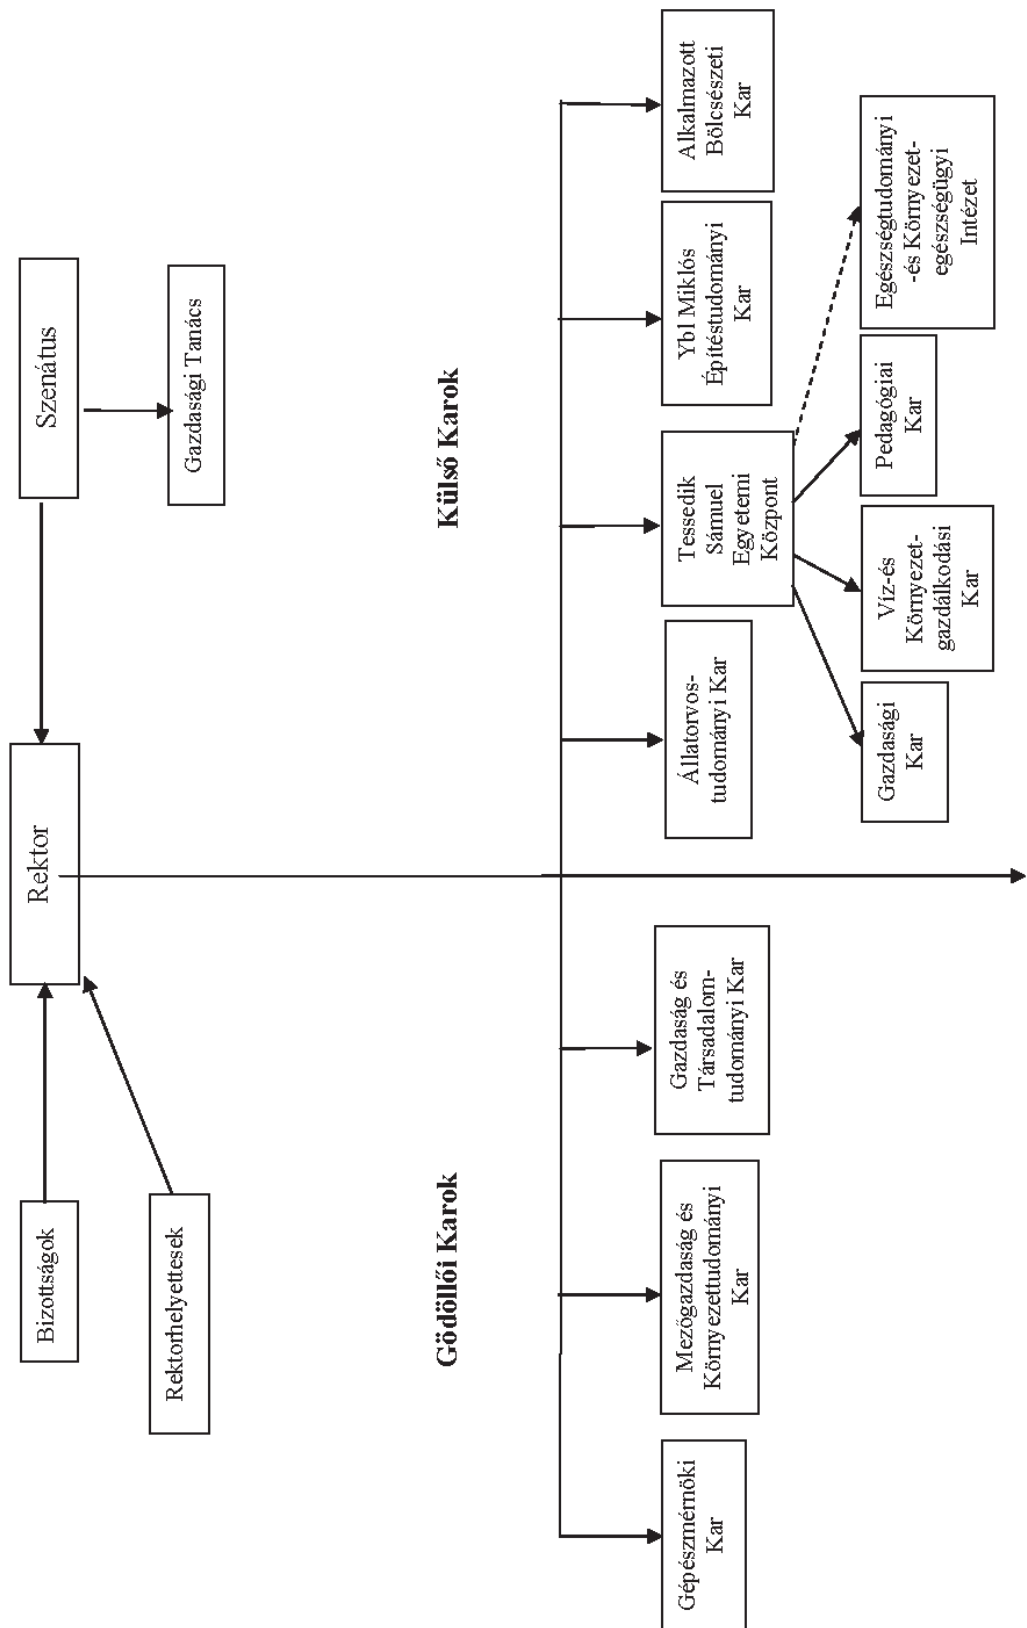 Bizottságok
Rektor
Szenátus
Rektorhelyettesek
Gazdasági Tanács
Gödöllői Karok
Külső Karok
Gépészmérnöki
Kar
Mezőgazdaság és
Környezettudományi
Kar
Gazdaság és
Társadalom-
tudományi Kar
Állatorvos-
tudományi Kar
Tessedik
Sámuel
Egyetemi
Központ
Ybl Miklós
Építéstudományi
Kar
Alkalmazott
Bölcsészeti
Kar
Gazdasági
Kar
Víz-és
Környezet-
gazdálkodási
Kar
Pedagógiai
Kar
Egészségtudományi
-és Környezet-
egészségügyi
Intézet